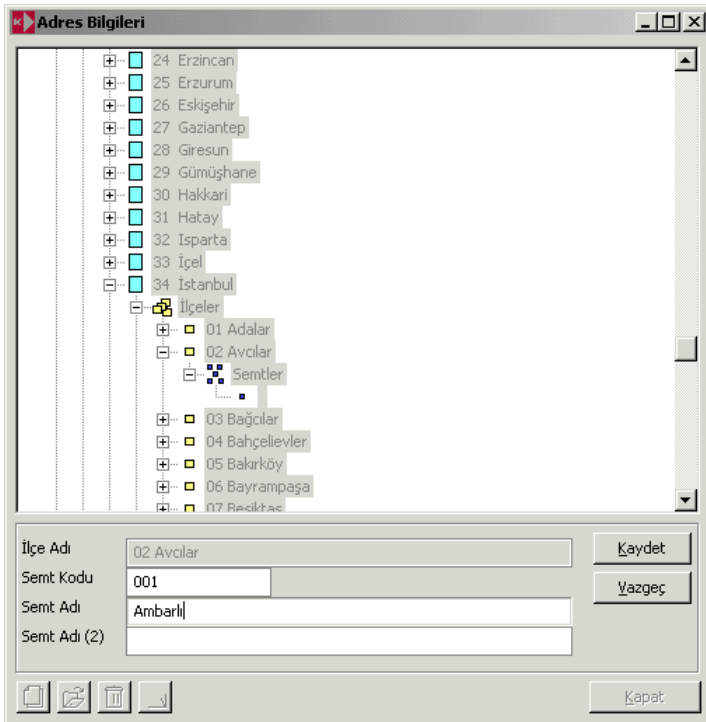 Adres Bilgileri
24 Erzincan
25 Erzurum
26 Eskişehir
27 Gaziantep
28 Giresun
29 Gümüşhane
30 Hakkari
31 Hatay
32 Isparta
33 İçel
34 İstanbul
İlçeler
01 Adalar
02 Avcılar
Semtler
03 Bağcılar
04 Bahçelievler
05 Bakırköy
06 Bayrampaşa
07 Beşiktaş
İlçe Adı 02 Avcılar Kaydet
Semt Kodu 001 Vazgeç
Semt Adı Ambarlı
Semt Adı (2)
Kapat